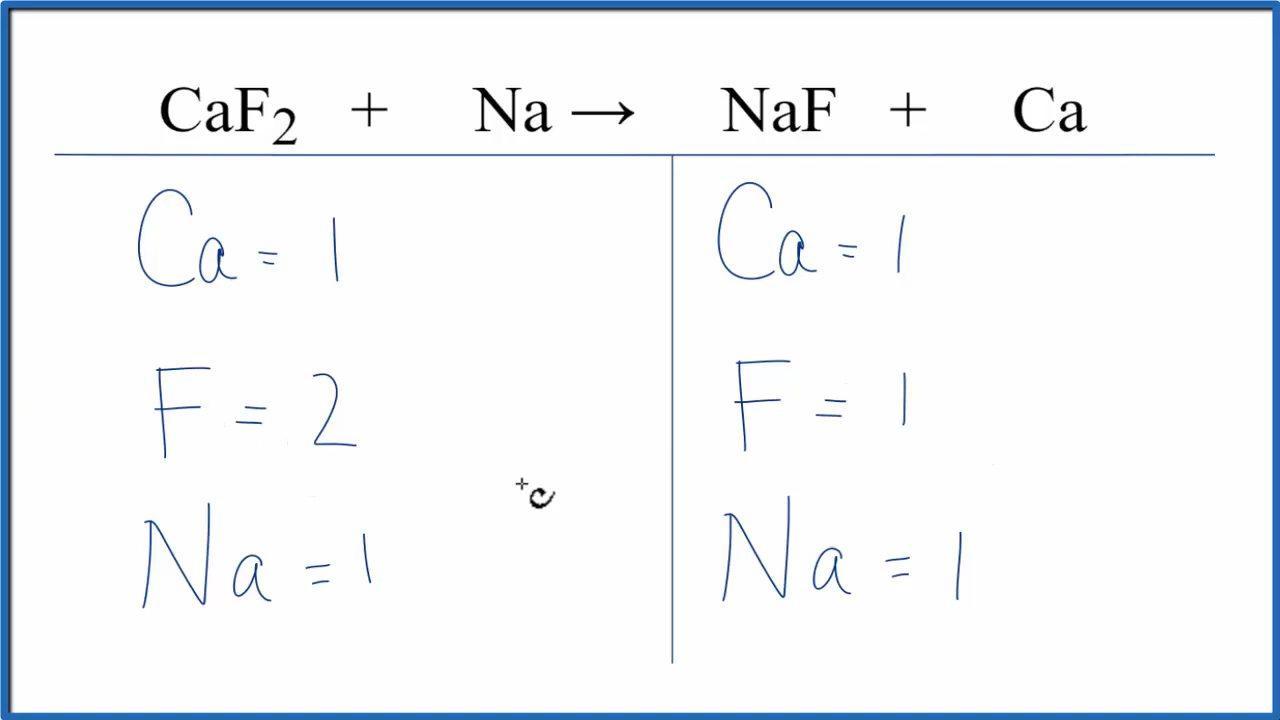 CaF₂ + Na → NaF + Ca
Ca = 1
F = 2
Na = 1
Ca = 1
F = 1
Na = 1